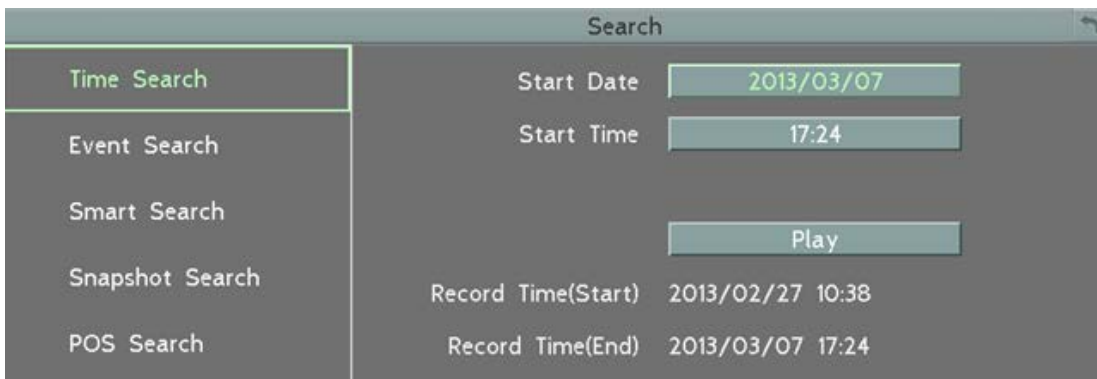 Search
Time Search
Event Search
Smart Search
Snapshot Search
POS Search
Start Date 2013/03/07
Start Time 17:24
Play
Record Time(Start) 2013/02/27 10:38
Record Time(End) 2013/03/07 17:24